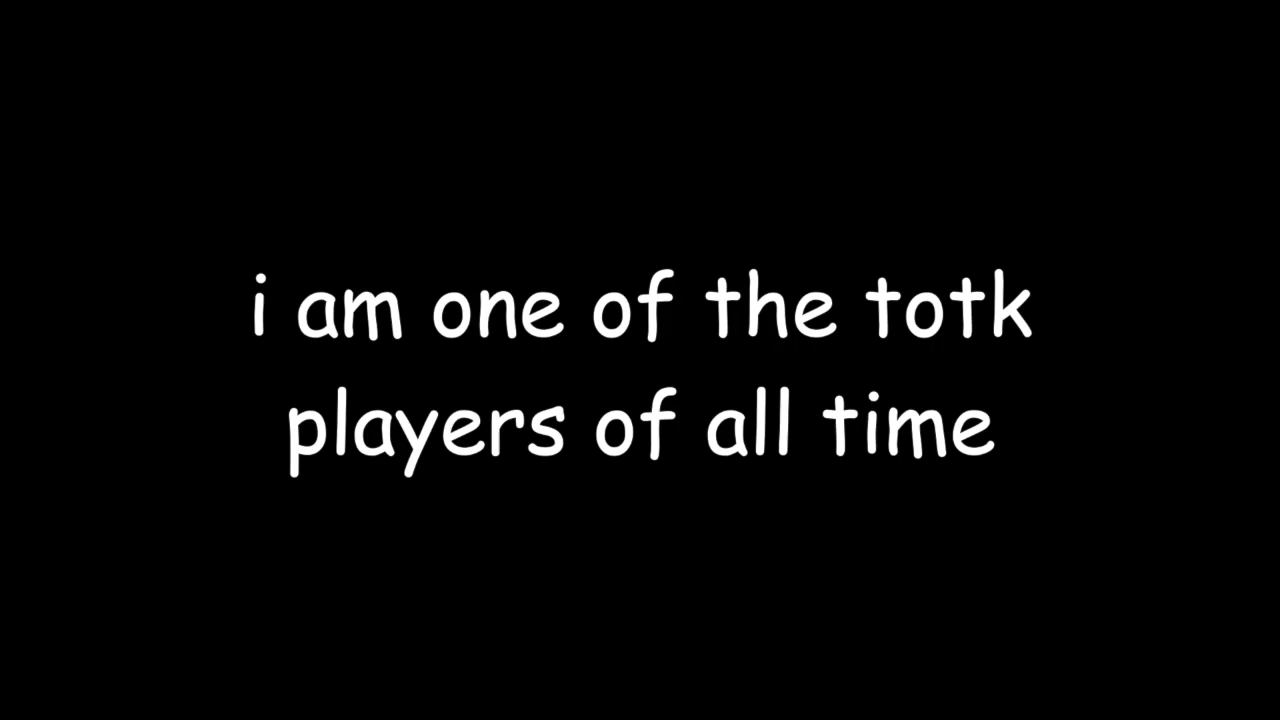 i am one of the totk
players of all time